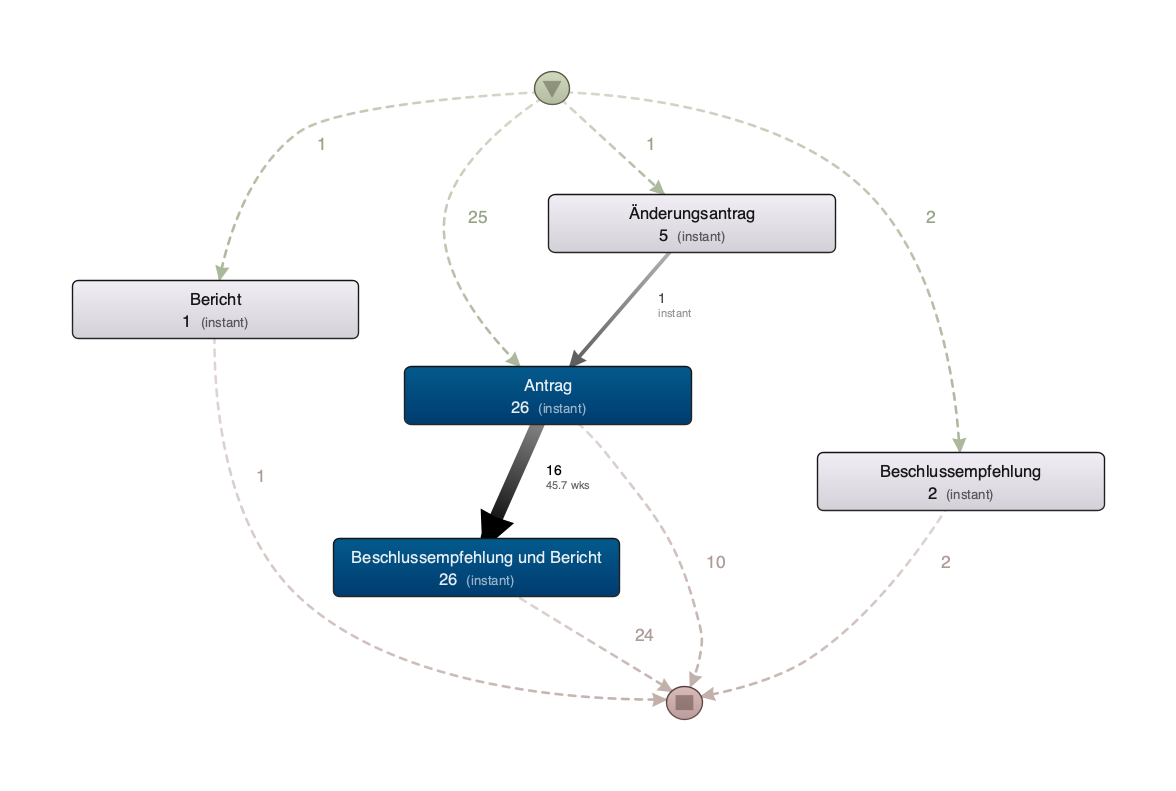 1
1
25
2
Änderungsantrag
5 (instant)
Bericht
1 (instant)
1
instant
Antrag
26 (instant)
16
45.7 wks
1
Beschlussempfehlung
2 (instant)
Beschlussempfehlung und Bericht
26 (instant)
10
2
24